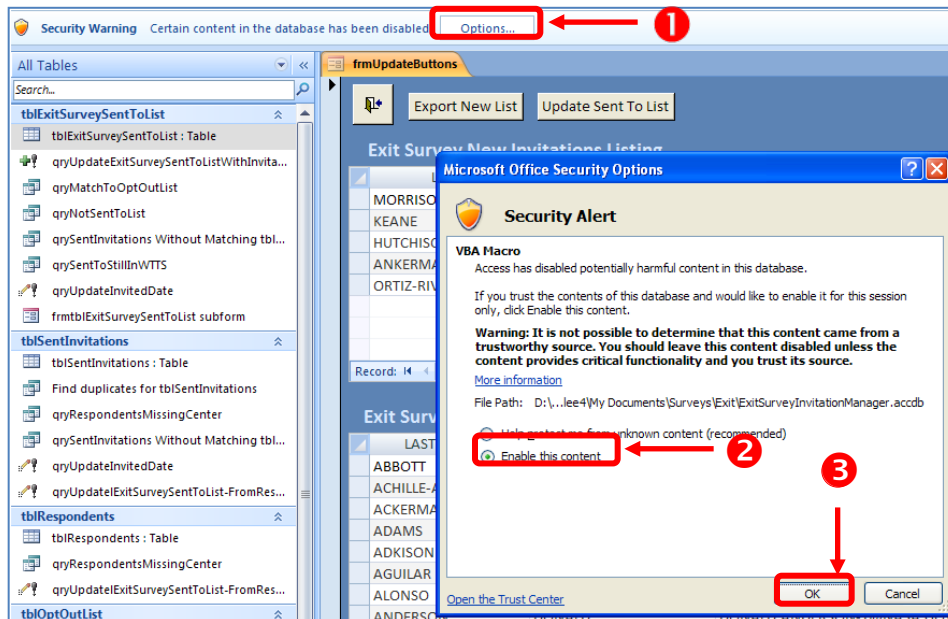 Security Warning Certain content in the database has been disabled Options... 1
All Tables
Search...
tblExitSurveySentToList
tblExitSurveySentToList : Table
qryUpdateExitSurveySentToListWithInvita...
qryMatchToOptOutList
qryNotSentToList
qrySentInvitations Without Matching tbl...
qrySentToStillInWTTS
qryUpdateInvitedDate
frmtblExitSurveySentToList subform
tblSentInvitations
tblSentInvitations : Table
Find duplicates for tblSentInvitations
qryRespondentsMissingCenter
qrySentInvitations Without Matching tbl...
qryUpdateInvitedDate
qryUpdatelExitSurveySentToList-FromRes...
tblRespondents
tblRespondents : Table
qryRespondentsMissingCenter
qryUpdatelExitSurveySentToList-FromRes...
tblOptOutList
frmUpdateButtons
Export New List Update Sent To List
Exit Survey New Invitations Listing
L
MORRISO
KEANE
HUTCHISO
ANKERMA
ORTIZ-RIV
Record:
Exit Surv
LAST
ABBOTT
ACHILLE-A
ACKERMA
ADAMS
ADKISON
AGUILAR
ALONSO
ANDERSON
Microsoft Office Security Options
Security Alert
VBA Macro
Access has disabled potentially harmful content in this database.
If you trust the contents of this database and would like to enable it for this session
only, click Enable this content.
Warning: It is not possible to determine that this content came from a
trustworthy source. You should leave this content disabled unless the
content provides critical functionality and you trust its source.
More information
File Path: D:\...lee4\My Documents\Surveys\Exit\ExitSurveyInvitationManager.accdb
Help protect me from unknown content (recommended)
Enable this content 2
3
Open the Trust Center OK Cancel